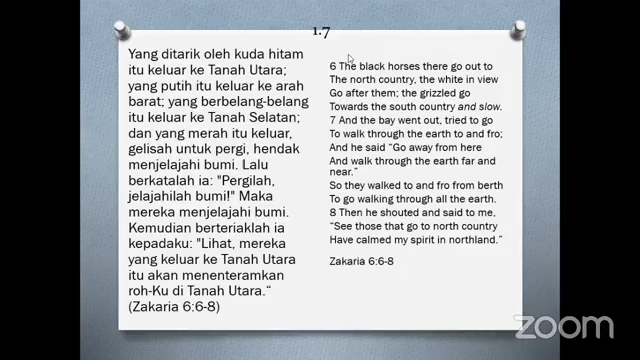 1.7
Yang ditarik oleh kuda hitam
itu keluar ke Tanah Utara;
yang putih itu keluar ke arah
barat; yang berbelang-belang
itu keluar ke Tanah Selatan;
dan yang merah itu keluar,
gelisah untuk pergi, hendak
menjelajahi bumi. Lalu
berkatalah ia: "Pergilah,
jelajahilah bumi!" Maka
mereka menjelajahi bumi.
Kemudian berteriaklah ia
kepadaku: "Lihat, mereka
yang keluar ke Tanah Utara
itu akan menenteramkan
roh-Ku di Tanah Utara.“
(Zakaria 6:6-8)
6 The black horses there go out to
The north country, the white in view
Go after them; the grizzled go
Towards the south country and slow.
7 And the bay went out, tried to go
To walk through the earth to and fro;
And he said “Go away from here
And walk through the earth far and
near.”
So they walked to and fro from berth
To go walking through all the earth.
8 Then he shouted and said to me,
“See those that go to north country
Have calmed my spirit in northland.”
Zakaria 6:6-8
zoom